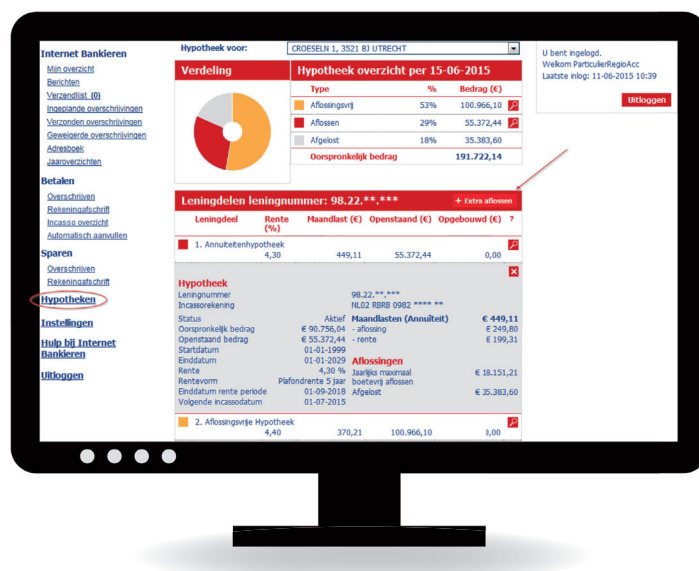 Internet Bankieren
Mijn overzicht
Berichten
Verzendlijst (0)
Ingeplande overschrijvingen
Verzonden overschrijvingen
Geweigerde overschrijvingen
Adresboek
Jaaroverzichten
Betalen
Overschrijven
Rekeningafschrift
Incasso overzicht
Automatisch aanvullen
Sparen
Overschrijven
Rekeningafschrift
Hypotheken
Instellingen
Hulp bij Internet
Bankieren
Uitloggen
Hypotheek voor: CROESELN 1, 3521 BJ UTRECHT
Verdeling
Hypotheek overzicht per 15-06-2015
Type % Bedrag (€)
Aflossingsvrij 53% 100.966,10
Aflossen 29% 55.372,44
Afgelost 18% 35.383,60
Oorspronkelijk bedrag 191.722,14
Leningdelen leningnummer: 98.22.**.*** + Extra aflossen
Leningdeel Rente Maandlast (€) Openstaand (€) Opgebouwd (€) ?
(%)
1. Annuïteitenhypotheek
4,30 449,11 55.372,44 0,00
Hypotheek
Leningnummer 98.22.**.***
Incassorekening NL02 RBRB 0982 **** **
Status Aktief Maandlasten (Annuïteit) € 449,11
Oorspronkelijk bedrag € 90.756,04 - aflossing € 249,80
Openstaand bedrag € 55.372,44 - rente € 199,31
Startdatum 01-01-1999
Einddatum 01-01-2029 Aflossingen
Rente 4,30 % Jaarlijks maximaal € 18.151,21
Rentevorm Plafondrente 5 jaar boetevrij aflossen
Einddatum rente periode 01-09-2018 Afgelost € 35.383,60
Volgende incassodatum 01-07-2015
2. Aflossingsvrije Hypotheek
4,40 370,21 100.966,10 0,00
U bent ingelogd.
Welkom ParticulierRegioAcc
Laatste inlog: 11-06-2015 10:39
Uitloggen